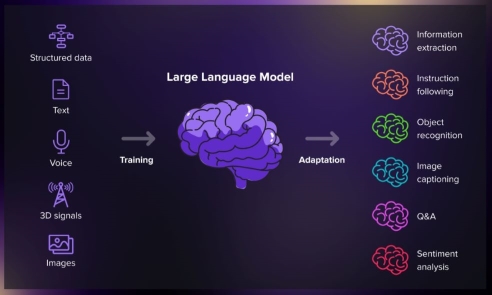 Structured data
Text
Voice
3D signals
Images
Training
Large Language Model
Adaptation
Information
extraction
Instruction
following
Object
recognition
Image
captioning
Q&A
Sentiment
analysis